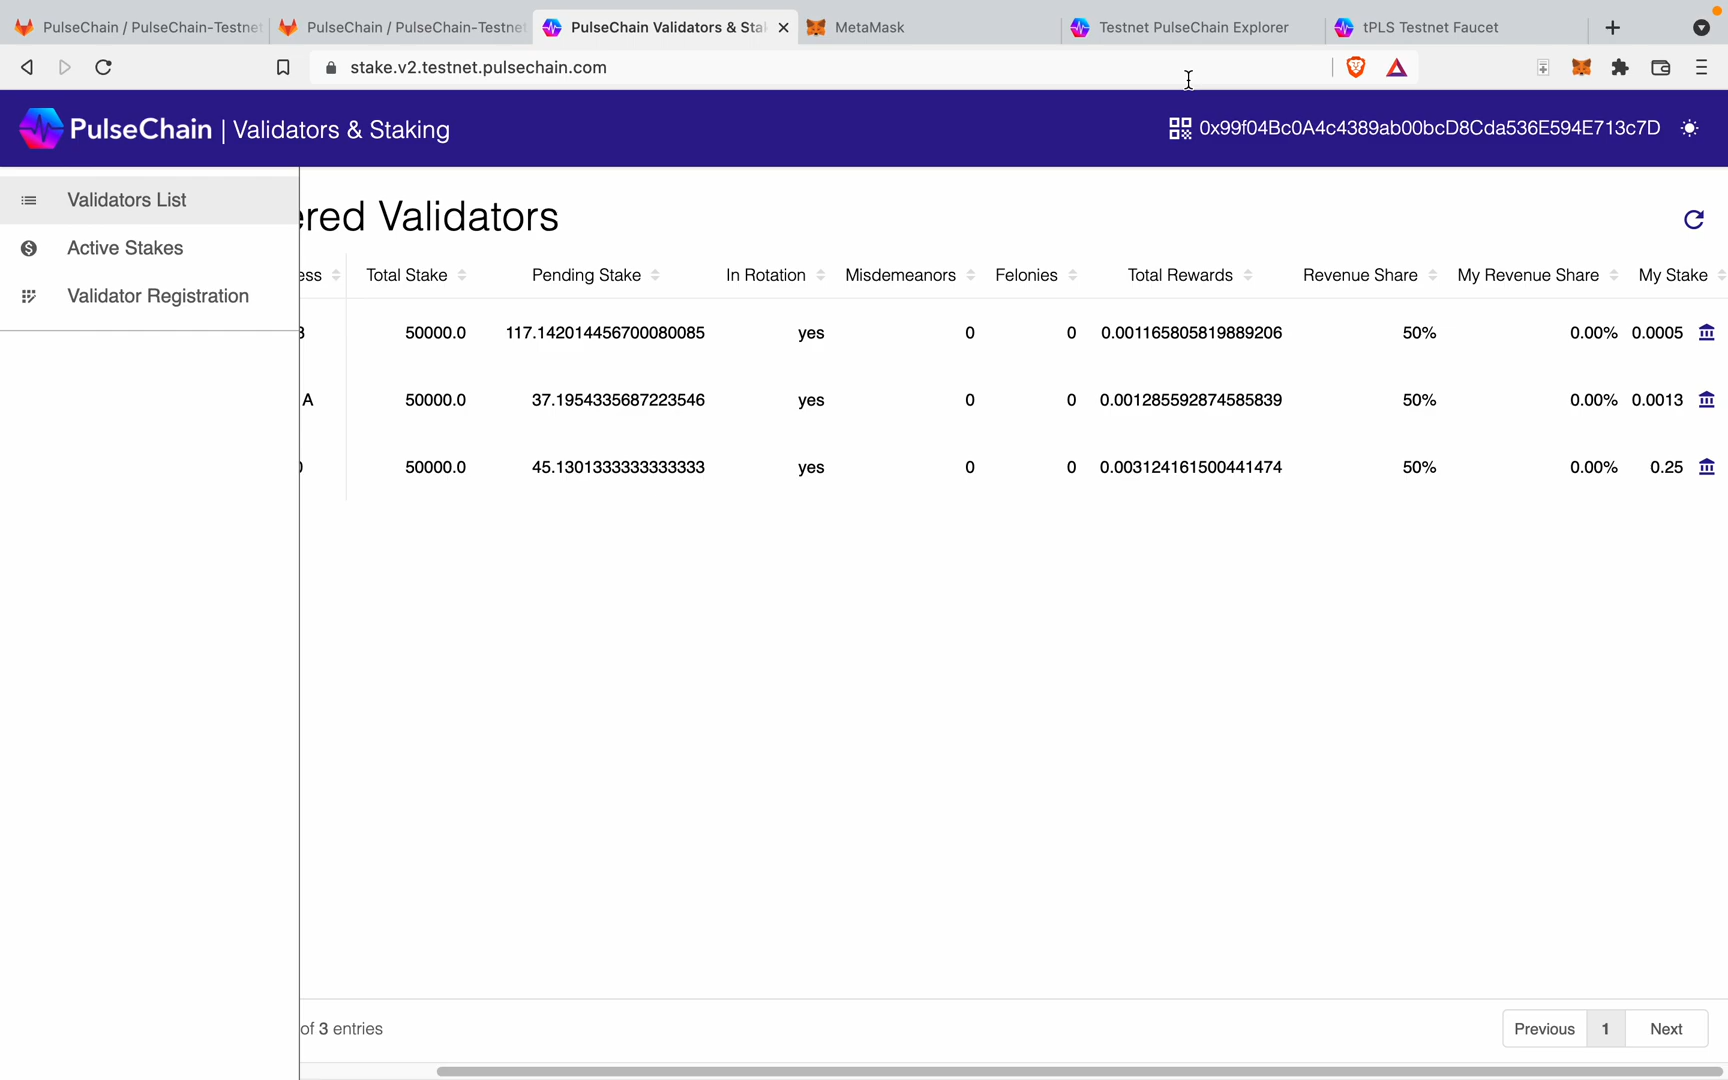 PulseChain / PulseChain-Testnet
PulseChain / PulseChain-Testnet
PulseChain Validators & Sta
MetaMask
Testnet PulseChain Explorer
tPLS Testnet Faucet
stake.v2.testnet.pulsechain.com
PulseChain | Validators & Staking
0x99f04Bc0A4c4389ab00bcD8Cda536E594E713c7D
Validators List
Active Stakes
Validator Registration
ered Validators
ess Total Stake Pending Stake In Rotation Misdemeanors Felonies Total Rewards Revenue Share My Revenue Share My Stake
50000.0 117.142014456700080085 yes 0 0 0.001165805819889206 50% 0.00% 0.0005
A 50000.0 37.1954335687223546 yes 0 0 0.001285592874585839 50% 0.00% 0.0013
50000.0 45.1301333333333333 yes 0 0 0.003124161500441474 50% 0.00% 0.25
of 3 entries
Previous 1 Next